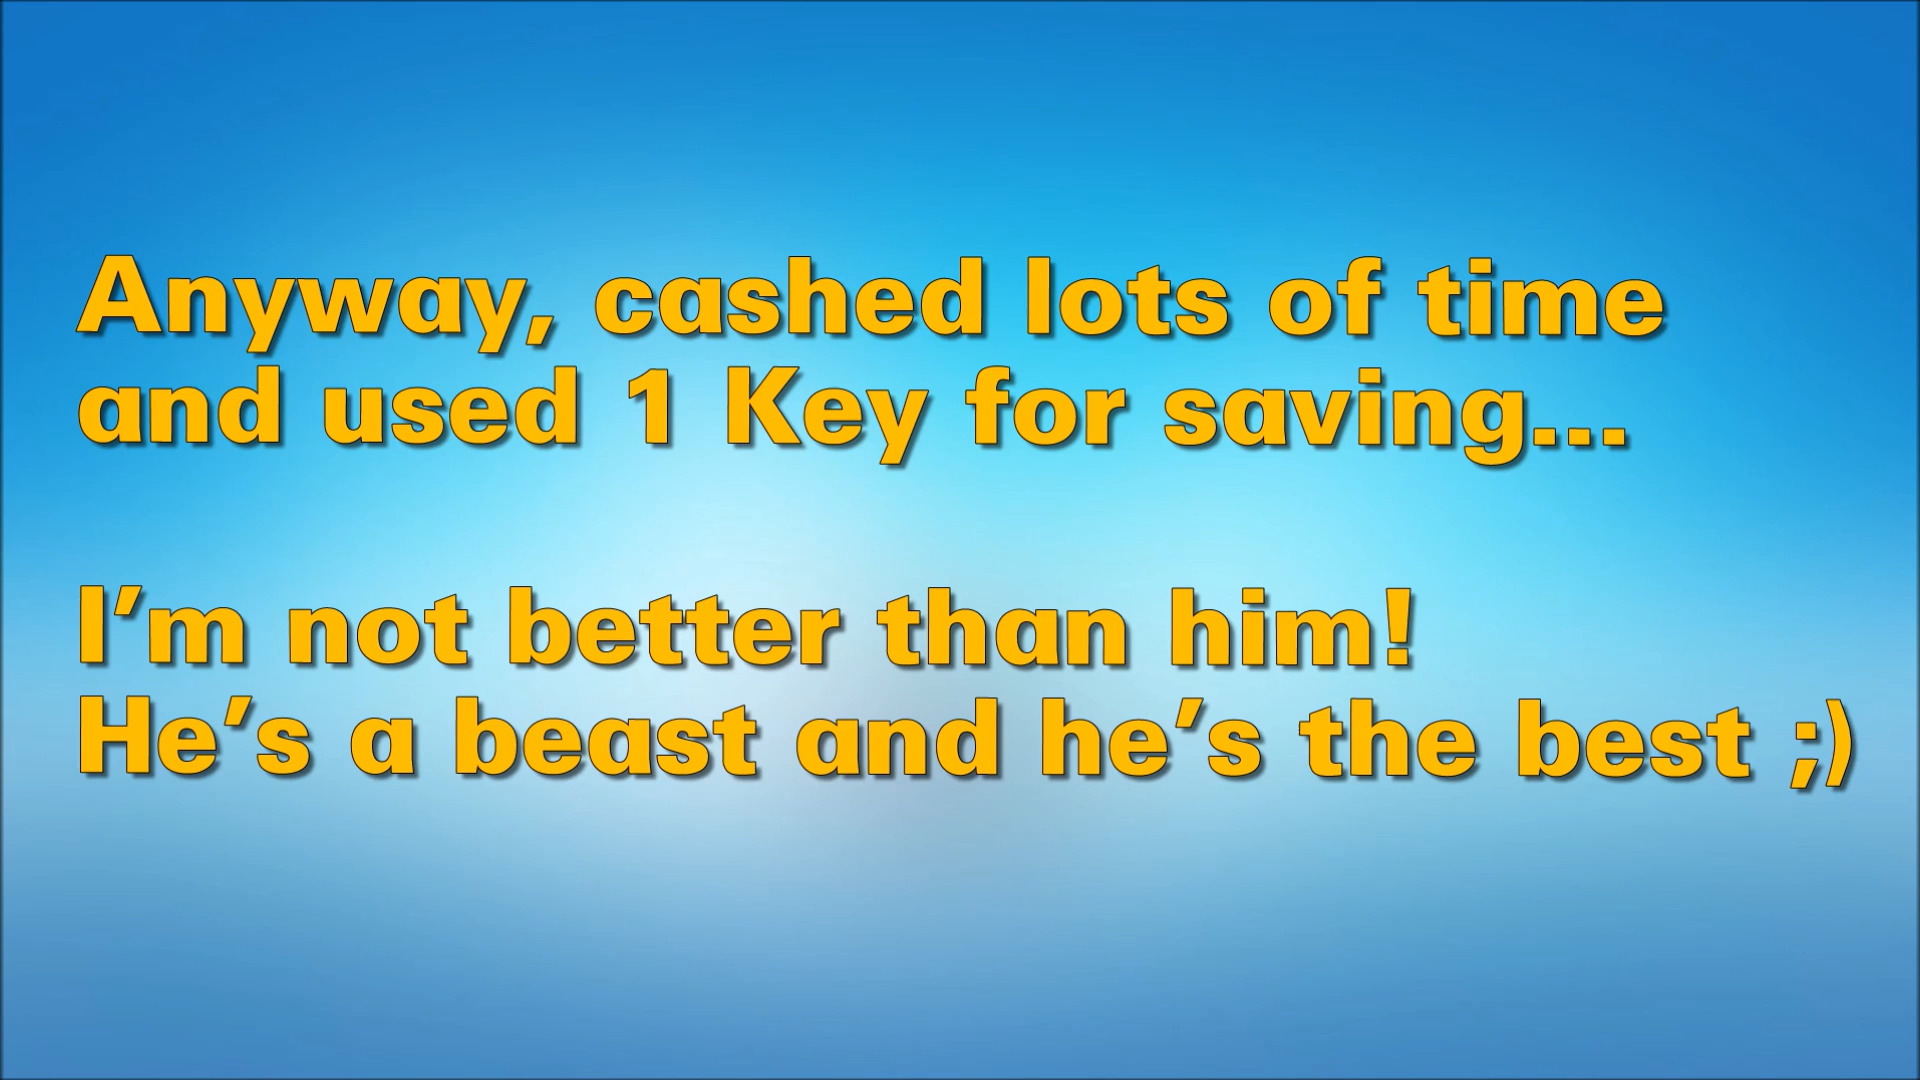 Anyway, cashed lots of time
and used 1 Key for saving...
I’m not better than him!
He’s a beast and he’s the best ;)